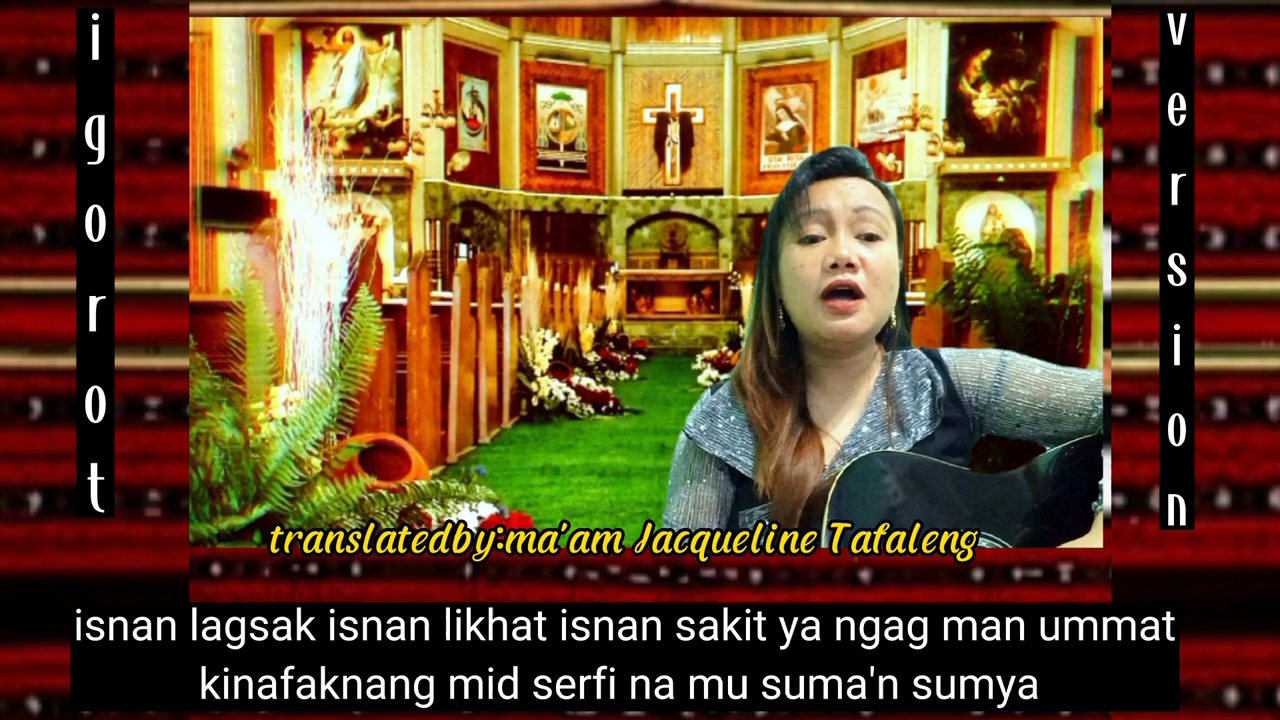 igorot
version
translatedby:ma'am Jacqueline Tafaleng
isnan lagsak isnan likhat isnan sakit ya ngag man ummat
kinafaknang mid serfi na mu suma'n sumya